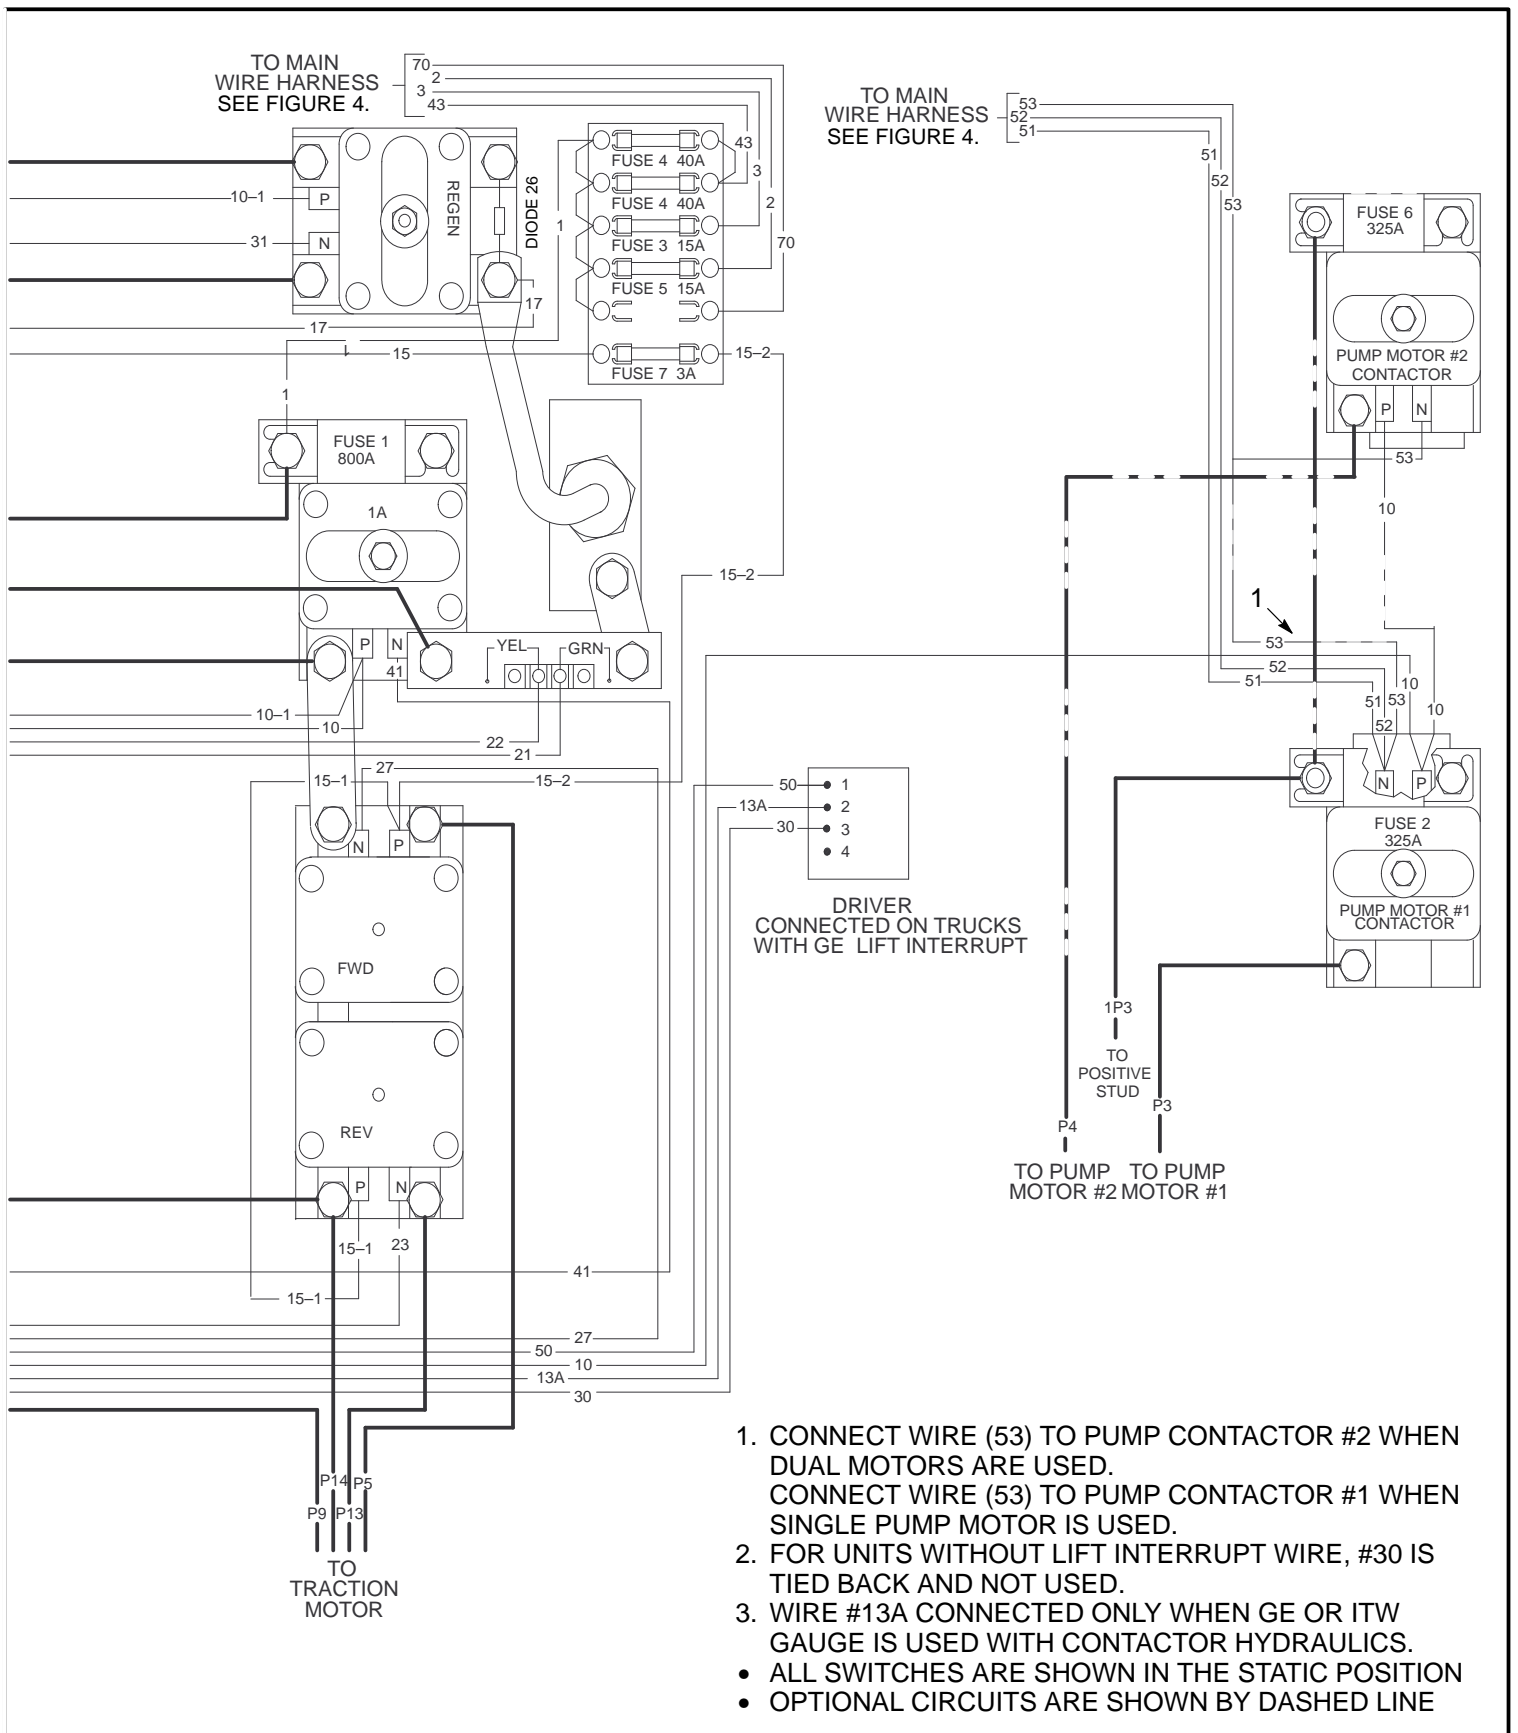 TO MAIN
WIRE HARNESS
SEE FIGURE 4.
70
2
3
43
TO MAIN
WIRE HARNESS
SEE FIGURE 4.
53
52
51
10–1
P
31
N
REGEN
DIODE 26
17
17
1
FUSE 4 40A
FUSE 4 40A
FUSE 3 15A
FUSE 5 15A
FUSE 7 3A
43
3
2
70
15
15–2
51
52
53
FUSE 6
325A
PUMP MOTOR #2
CONTACTOR
P
N
53
10
1
FUSE 1
800A
1A
P
N
41
YEL
GRN
15–2
10–1
10
22
21
1
53
52
51
51
52
53
10
10
N
P
FUSE 2
325A
PUMP MOTOR #1
CONTACTOR
27
15–1
15–2
N
P
FWD
REV
P
N
15–1
23
15–1
50
1
13A
2
30
3
4
DRIVER
CONNECTED ON TRUCKS
WITH GE LIFT INTERRUPT
1P3
TO
POSITIVE
STUD
P3
P4
TO PUMP
MOTOR #2
TO PUMP
MOTOR #1
41
27
50
10
13A
30
P14
P5
P9
P13
TO
TRACTION
MOTOR
1. CONNECT WIRE (53) TO PUMP CONTACTOR #2 WHEN
DUAL MOTORS ARE USED.
CONNECT WIRE (53) TO PUMP CONTACTOR #1 WHEN
SINGLE PUMP MOTOR IS USED.
2. FOR UNITS WITHOUT LIFT INTERRUPT WIRE, #30 IS
TIED BACK AND NOT USED.
3. WIRE #13A CONNECTED ONLY WHEN GE OR ITW
GAUGE IS USED WITH CONTACTOR HYDRAULICS.
• ALL SWITCHES ARE SHOWN IN THE STATIC POSITION
• OPTIONAL CIRCUITS ARE SHOWN BY DASHED LINE